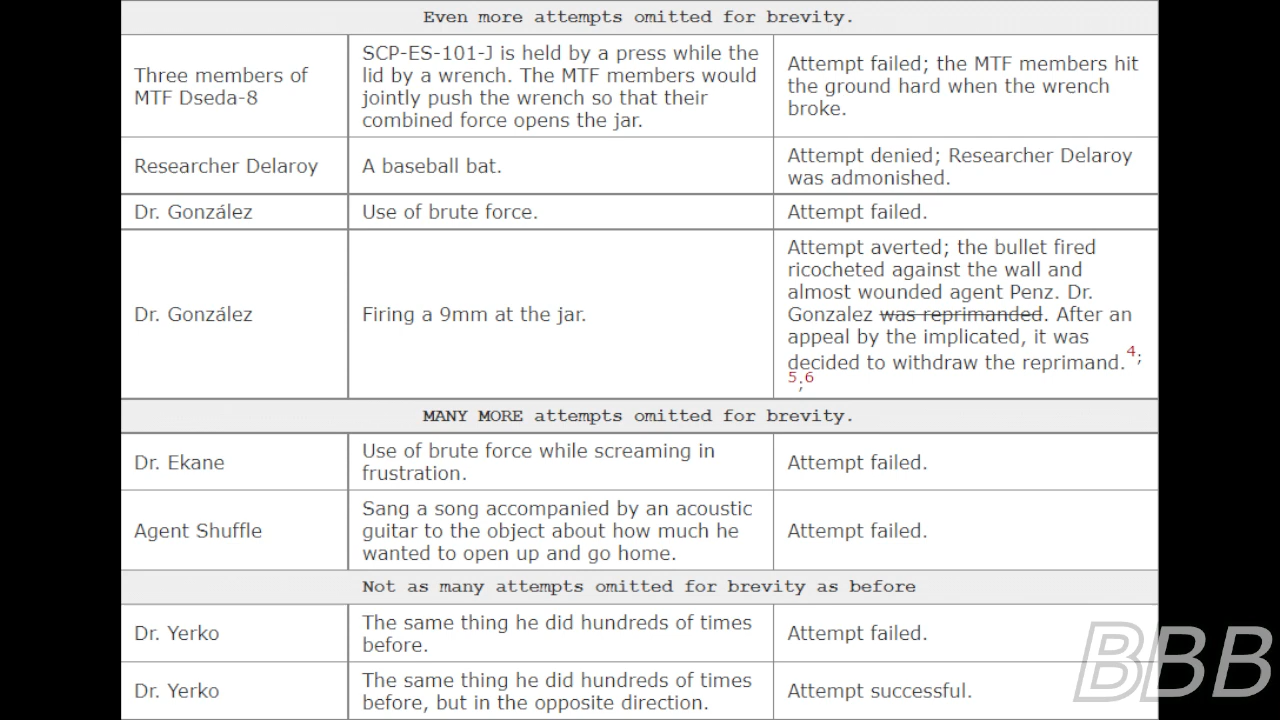 Even more attempts omitted for brevity.
Three members of
MTF Dseda-8
SCP-ES-101-J is held by a press while the
lid by a wrench. The MTF members would
jointly push the wrench so that their
combined force opens the jar.
Attempt failed; the MTF members hit
the ground hard when the wrench
broke.
Researcher Delaroy
A baseball bat.
Attempt denied; Researcher Delaroy
was admonished.
Dr. González
Use of brute force.
Attempt failed.
Dr. González
Firing a 9mm at the jar.
Attempt averted; the bullet fired
ricocheted against the wall and
almost wounded agent Penz. Dr.
Gonzalez was reprimanded. After an
appeal by the implicated, it was
decided to withdraw the reprimand.4;
5;6
MANY MORE attempts omitted for brevity.
Dr. Ekane
Use of brute force while screaming in
frustration.
Attempt failed.
Agent Shuffle
Sang a song accompanied by an acoustic
guitar to the object about how much he
wanted to open up and go home.
Attempt failed.
Not as many attempts omitted for brevity as before
Dr. Yerko
The same thing he did hundreds of times
before.
Attempt failed.
Dr. Yerko
The same thing he did hundreds of times
before, but in the opposite direction.
Attempt successful.
BBB